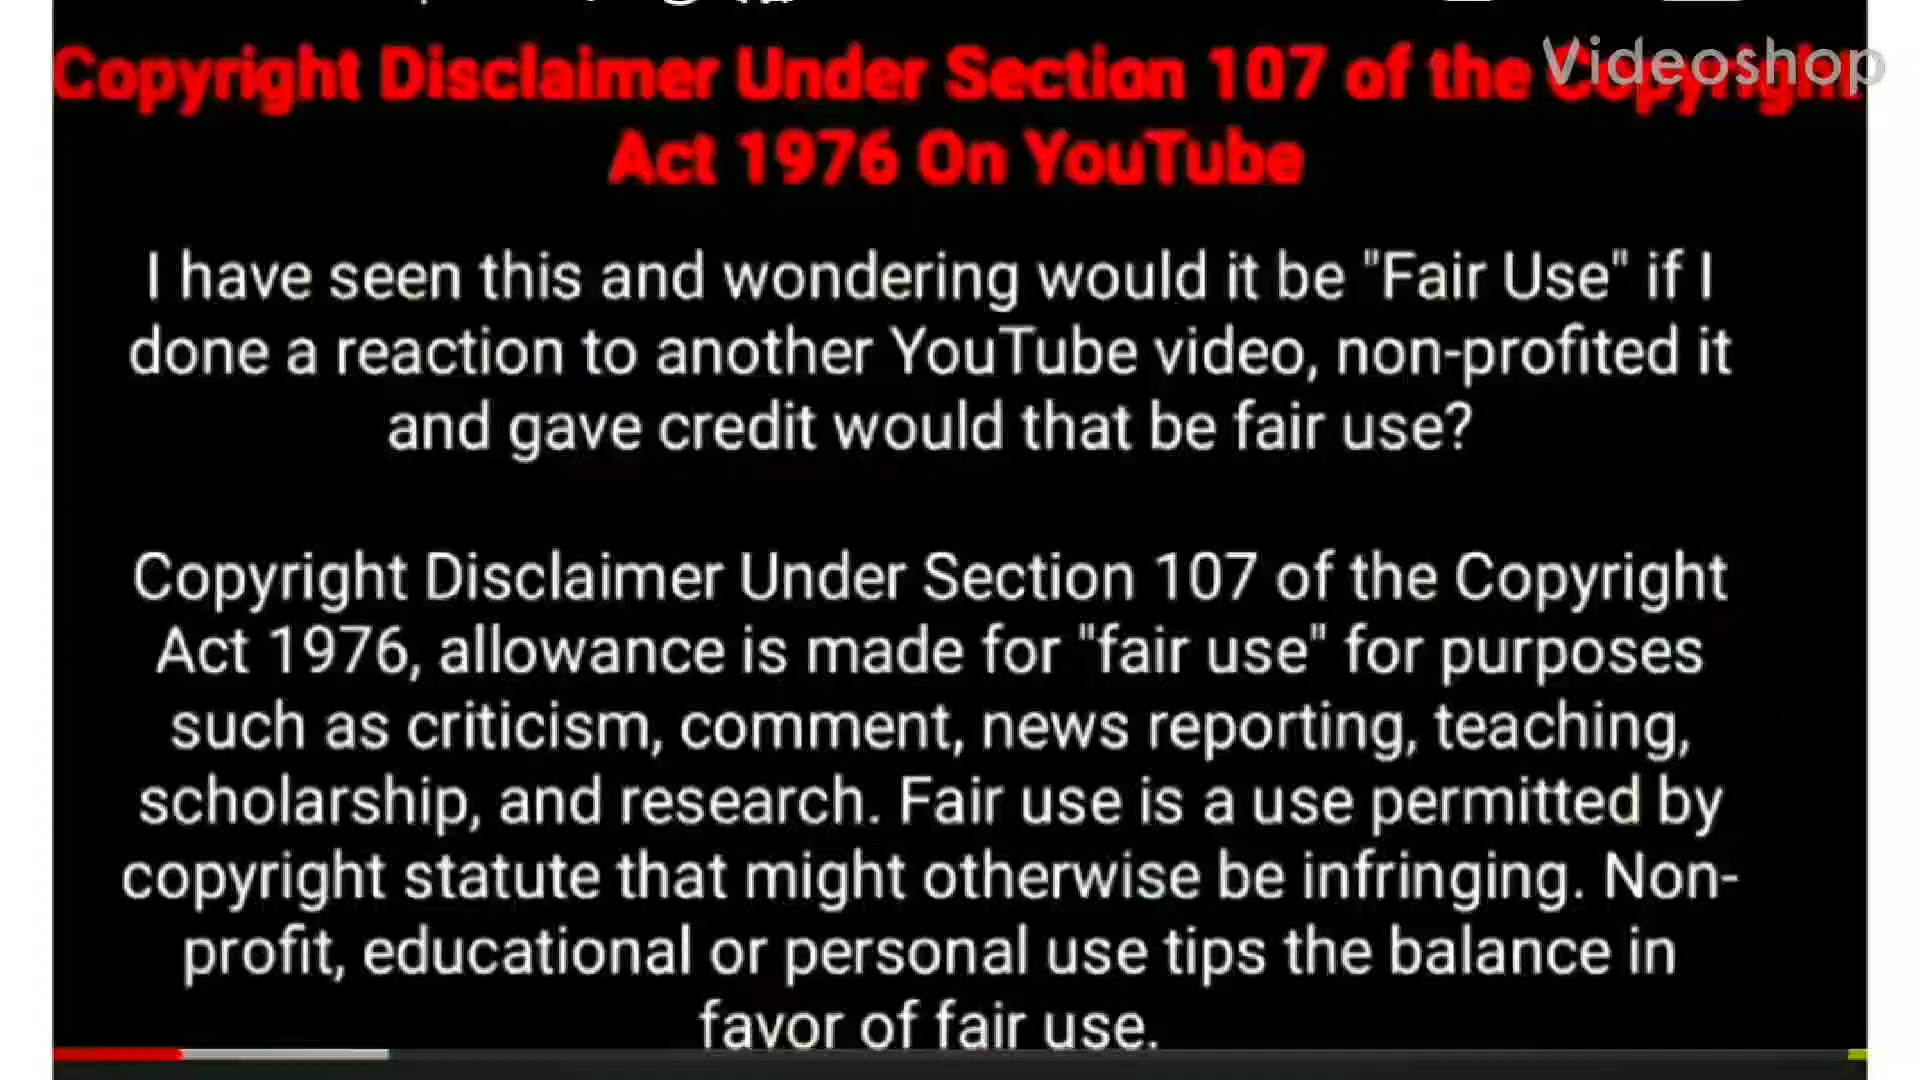 Videoshop
Copyright Disclaimer Under Section 107 of the Copyright
Act 1976 On YouTube
I have seen this and wondering would it be "Fair Use" if I
done a reaction to another YouTube video, non-profited it
and gave credit would that be fair use?
Copyright Disclaimer Under Section 107 of the Copyright
Act 1976, allowance is made for "fair use" for purposes
such as criticism, comment, news reporting, teaching,
scholarship, and research. Fair use is a use permitted by
copyright statute that might otherwise be infringing. Non-
profit, educational or personal use tips the balance in
favor of fair use.